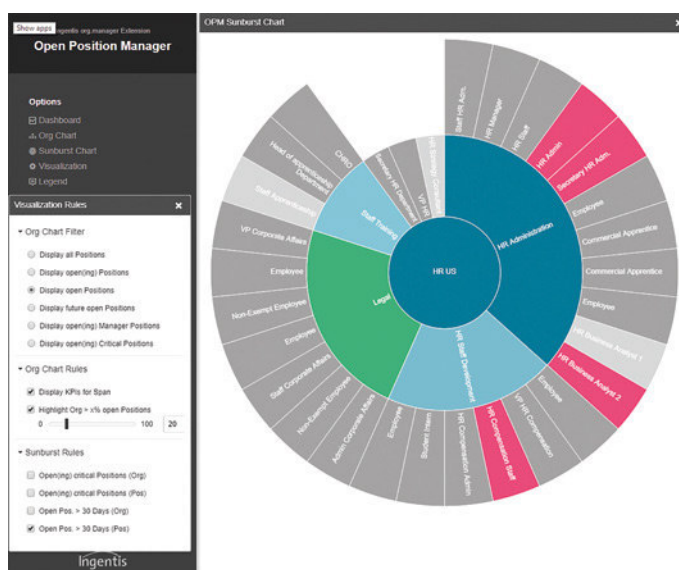 Show apps
Ingentis org.manager Extension
Open Position Manager
Options
Dashboard
Org Chart
Sunburst Chart
Visualization
Legend
Visualization Rules
Org Chart Filter
Display all Positions
Display open(ing) Positions
Display open Positions
Display future open Positions
Display open(ing) Manager Positions
Display open(ing) Critical Positions
Org Chart Rules
Display KPIs for Span
Highlight Org > x% open Positions
0 100 20
Sunburst Rules
Open(ing) critical Positions (Org)
Open(ing) critical Positions (Pos)
Open Pos. > 30 Days (Org)
Open Pos. > 30 Days (Pos)
Ingentis
OPM Sunburst Chart
HR US
HR Administration
HR Staff Development
Legal
Staff Training
Staff HR Adm.
HR Manager
HR Staff
HR Admin
Secretary HR Adm.
Employee
Commercial Apprentice
Commercial Apprentice
Employee
HR Business Analyst 1
HR Business Analyst 2
Employee
VP HR Compensation
HR Compensation Staff
HR Compensation Admin
Student Intern
Employee
Admin Corporate Affairs
Non-Exempt Employee
Staff Corporate Affairs
Employee
Non-Exempt Employee
Employee
VP Corporate Affairs
Staff Apprenticeship
Head of apprenticeship
Department
CHRO
Secretary HR Department
VP HR